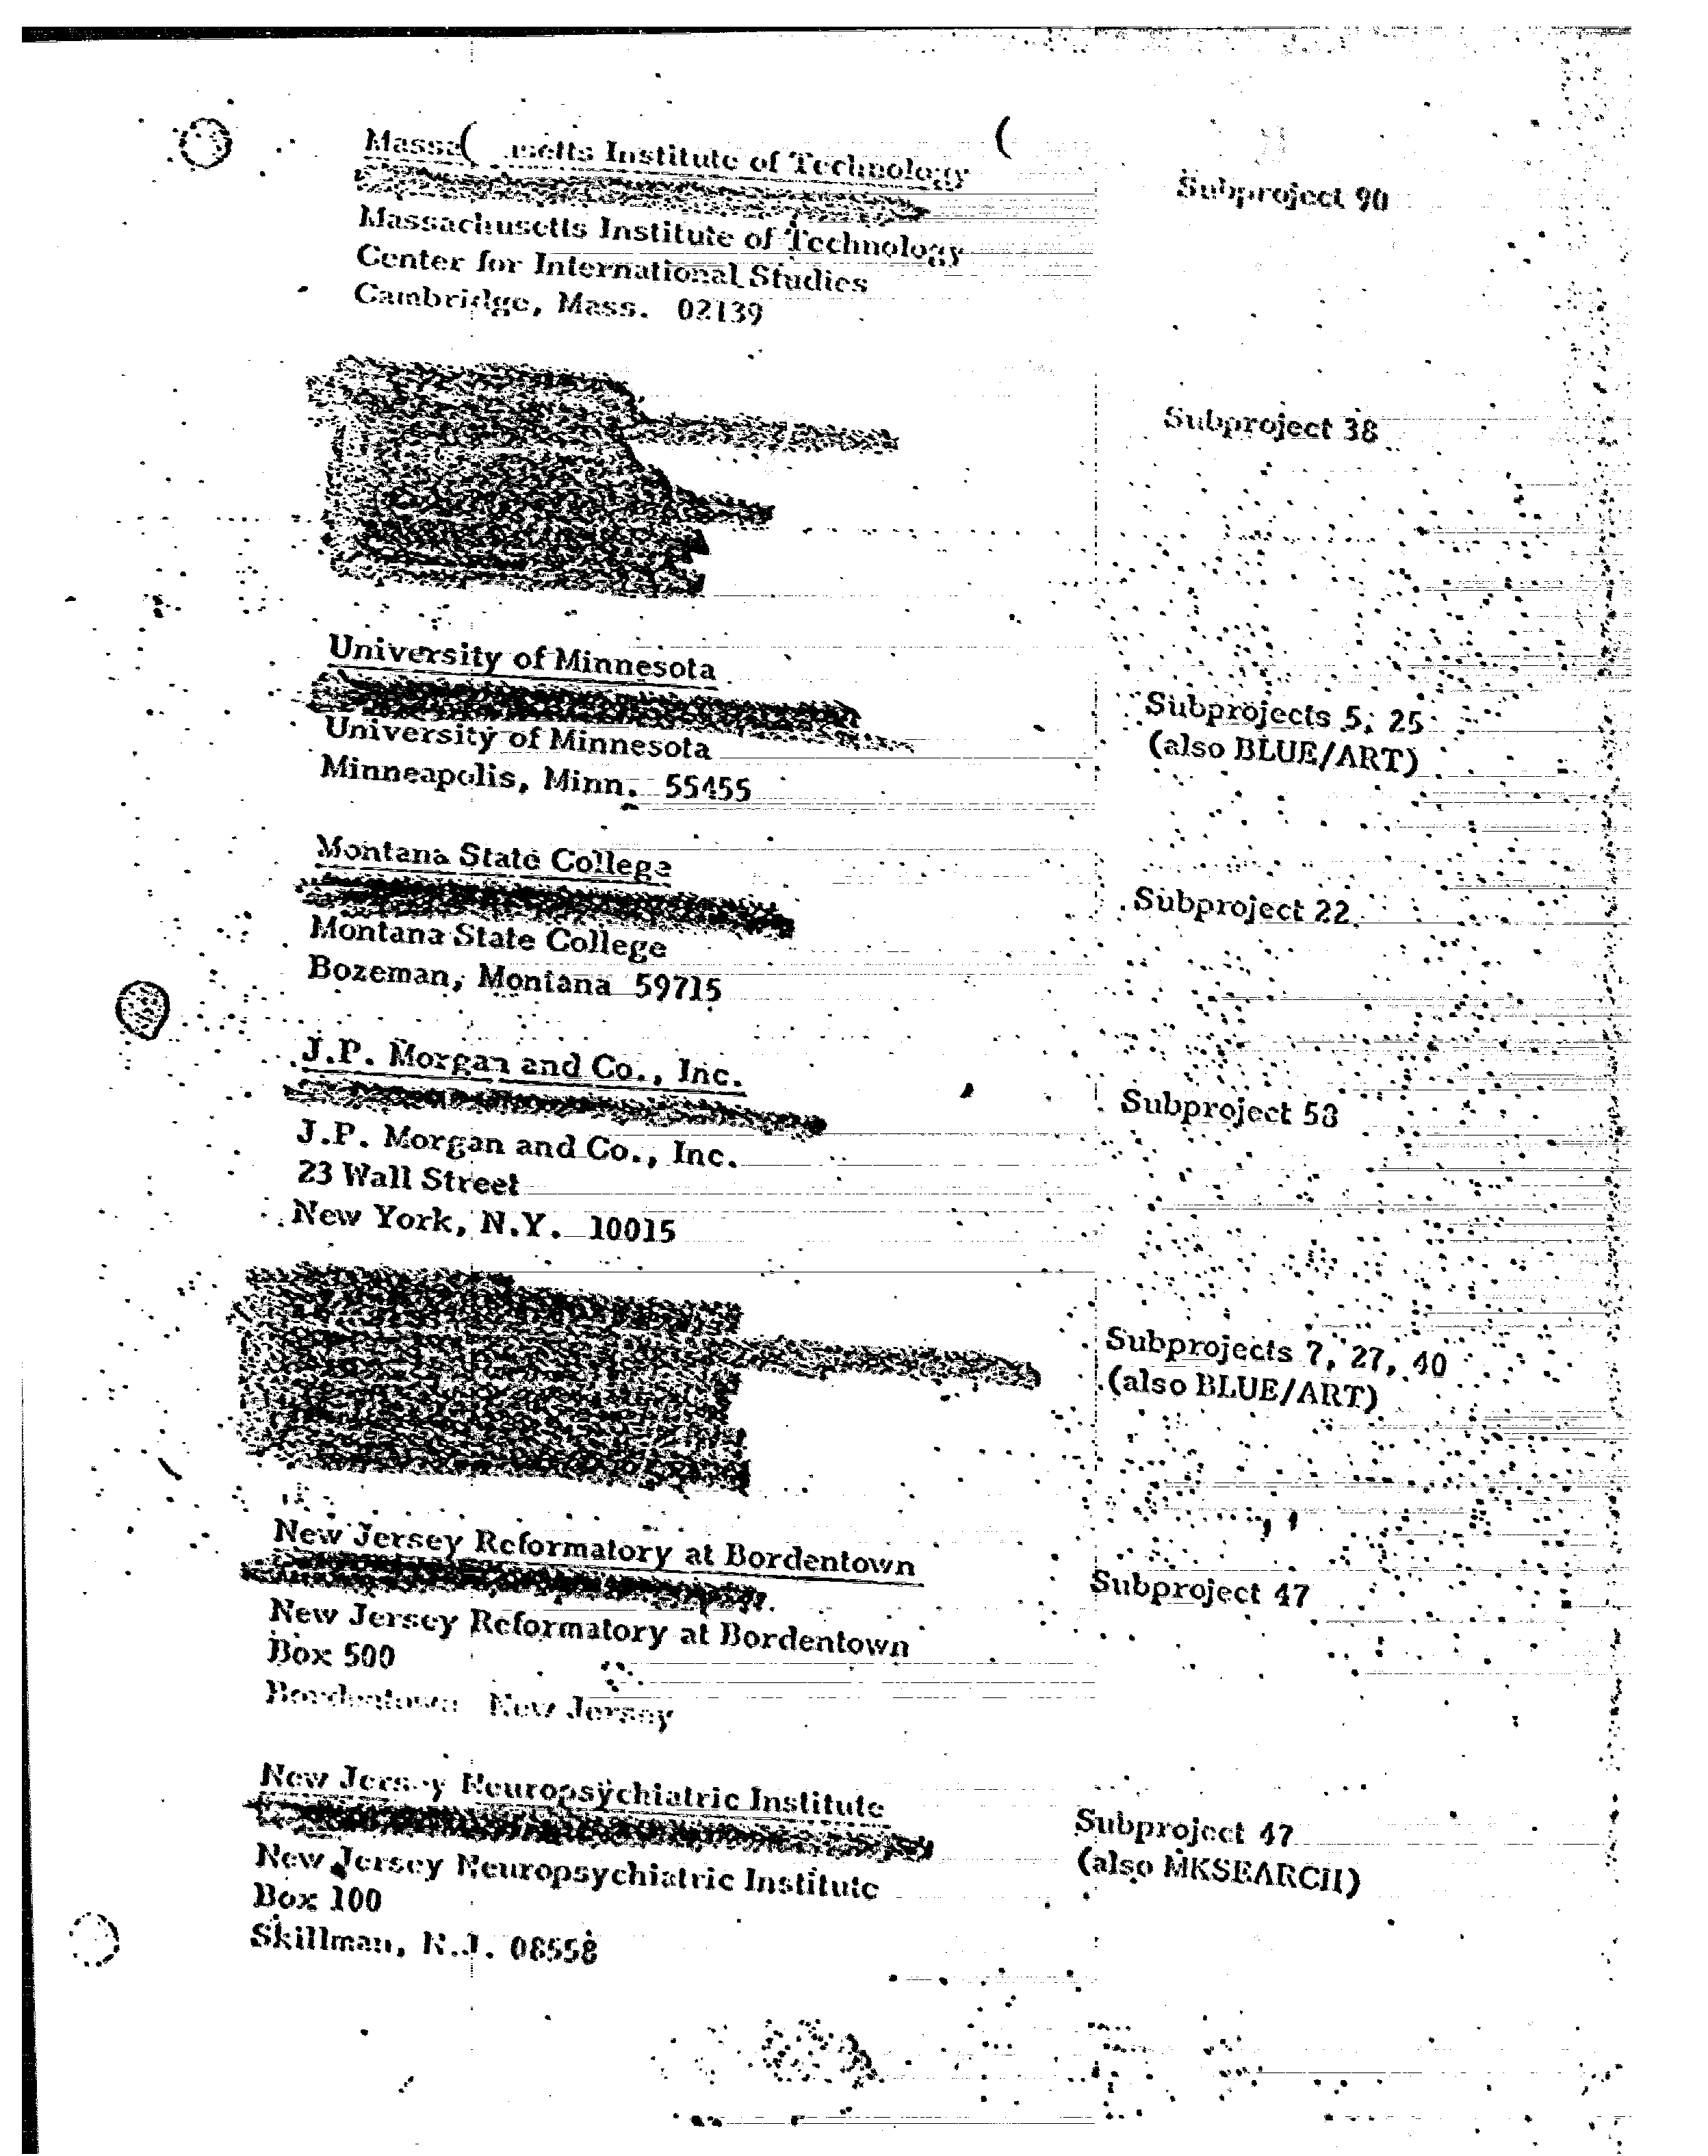 Massa( usetts Institute of Technology
Subproject 90
Massachusetts Institute of Technology
Center for International Studies
Cambridge, Mass. 02139
Subproject 38
University of Minnesota
Subprojects 5, 25
(also BLUE/ART)
University of Minnesota
Minneapolis, Minn. 55455
Montana State College
Subproject 22
Montana State College
Bozeman, Montana 59715
J.P. Morgan and Co., Inc.
Subproject
J.P. Morgan and Co., Inc.
23 Wall Street
New York, N.Y. 10015
Subprojects 7, 27, 40
(also BLUE/ART)
New Jersey Reformatory at Bordentown
Subproject 47
New Jersey Reformatory at Bordentown
Box 500
Bordentown New Jersey
New Jersey Neuropsychiatric Institute
Subproject 47
(also MKSEARCH)
New Jersey Neuropsychiatric Institute
Box 100
Skillman, N.J. 08558